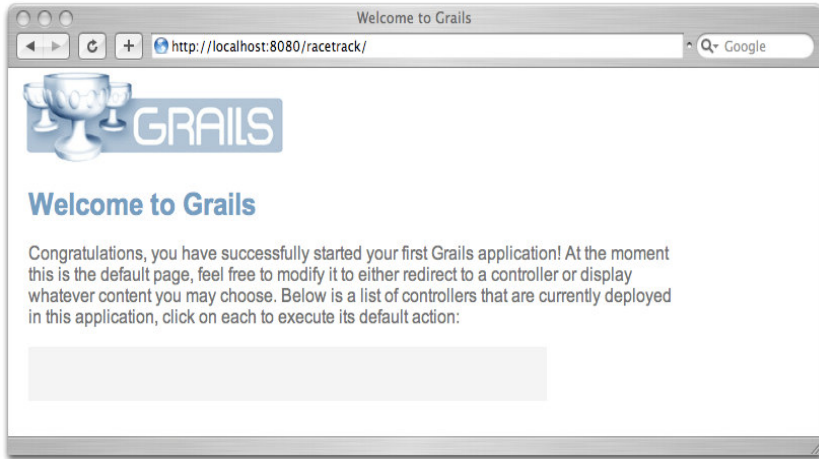 Welcome to Grails
http://localhost:8080/racetrack/
Google
GRAILS
Welcome to Grails
Congratulations, you have successfully started your first Grails application! At the moment
this is the default page, feel free to modify it to either redirect to a controller or display
whatever content you may choose. Below is a list of controllers that are currently deployed
in this application, click on each to execute its default action: